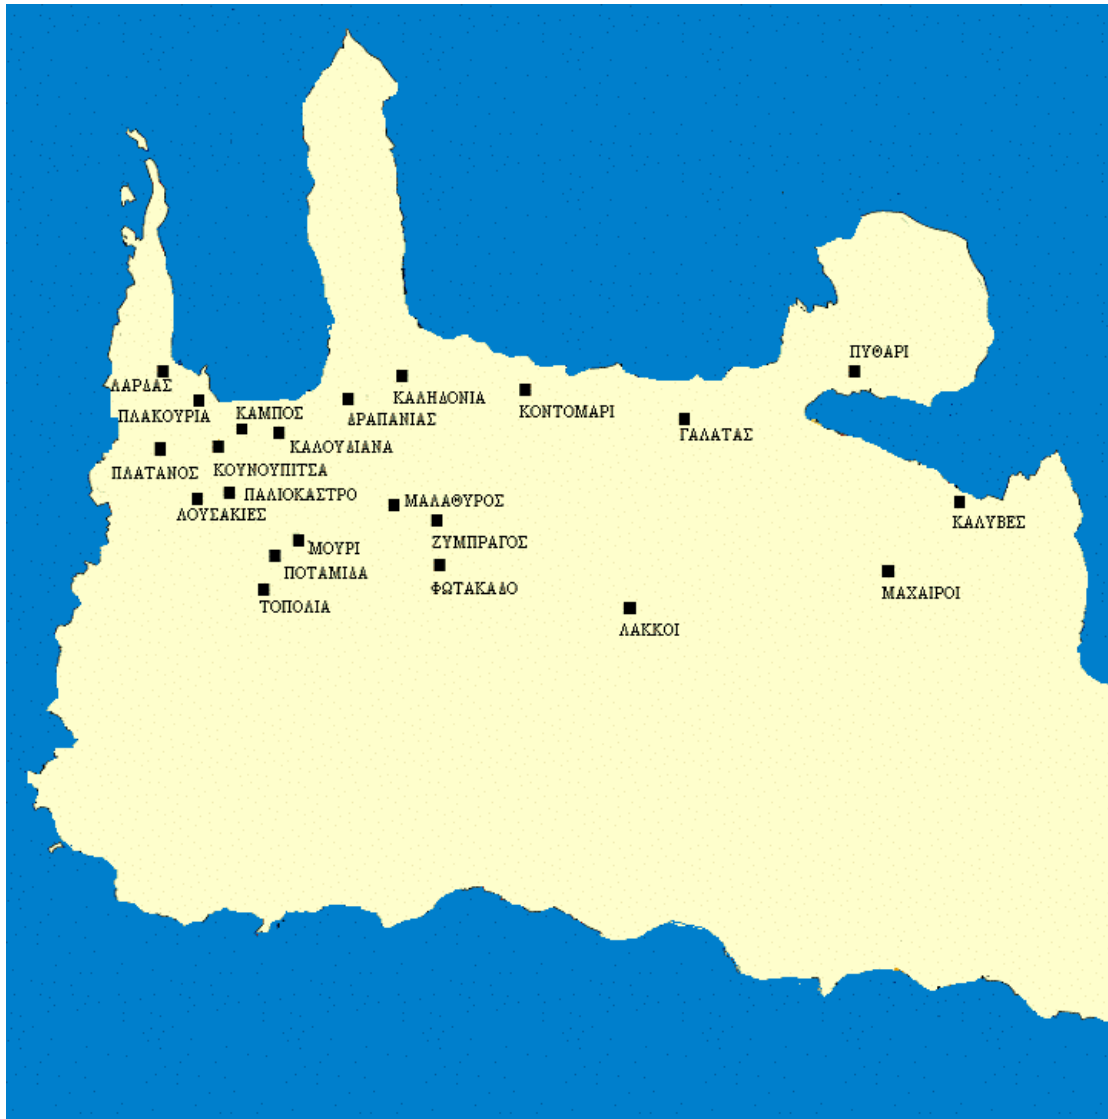 ΠΥΘΑΡΙ
ΛΑΡΔΑΣ
ΚΑΛΗΔΟΝΙΑ
ΠΛΑΚΟΥΡΙΑ
ΚΑΜΠΟΣ
ΔΡΑΠΑΝΙΑΣ
ΚΟΝΤΟΜΑΡΙ
ΓΑΛΑΤΑΣ
ΚΑΛΟΥΔΙΑΝΑ
ΠΛΑΤΑΝΟΣ
ΚΟΥΝΟΥΠΙΤΣΑ
ΠΑΛΙΟΚΑΣΤΡΟ
ΜΑΛΑΘΥΡΟΣ
ΛΟΥΣΑΚΙΕΣ
ΚΑΛΥΒΕΣ
ΖΥΜΠΡΑΓΟΣ
ΜΟΥΡΙ
ΠΟΤΑΜΙΔΑ
ΦΩΤΑΚΑΔΟ
ΜΑΧΑΙΡΟΙ
ΤΟΠΟΛΙΑ
ΛΑΚΚΟΙ